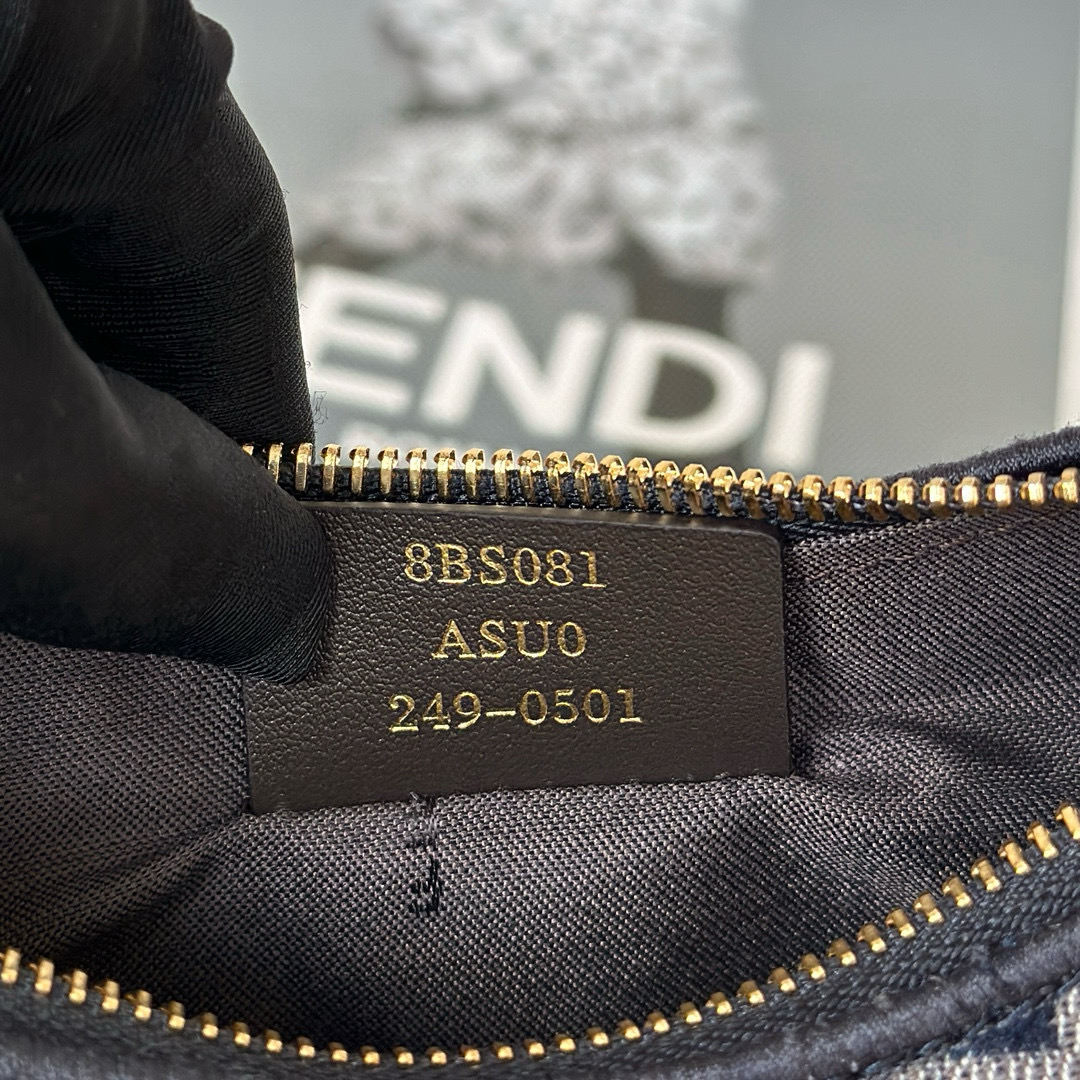 ENDI
8BS081
ASU0
249-0501